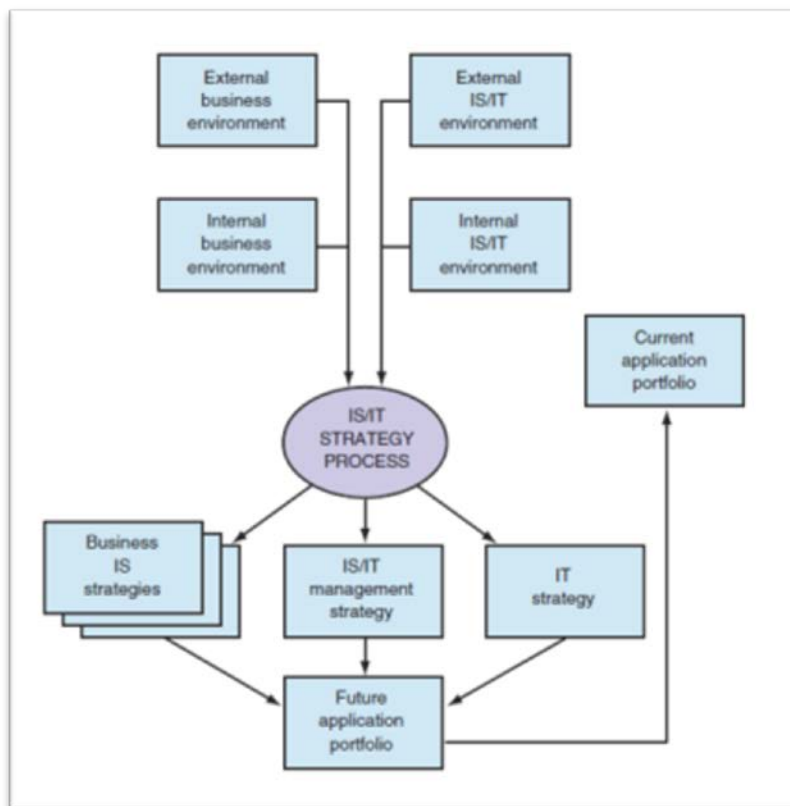 External
business
environment
External
IS/IT
environment
Internal
business
environment
Internal
IS/IT
environment
Current
application
portfolio
IS/IT
STRATEGY
PROCESS
Business
IS
strategies
IS/IT
management
strategy
IT
strategy
Future
application
portfolio